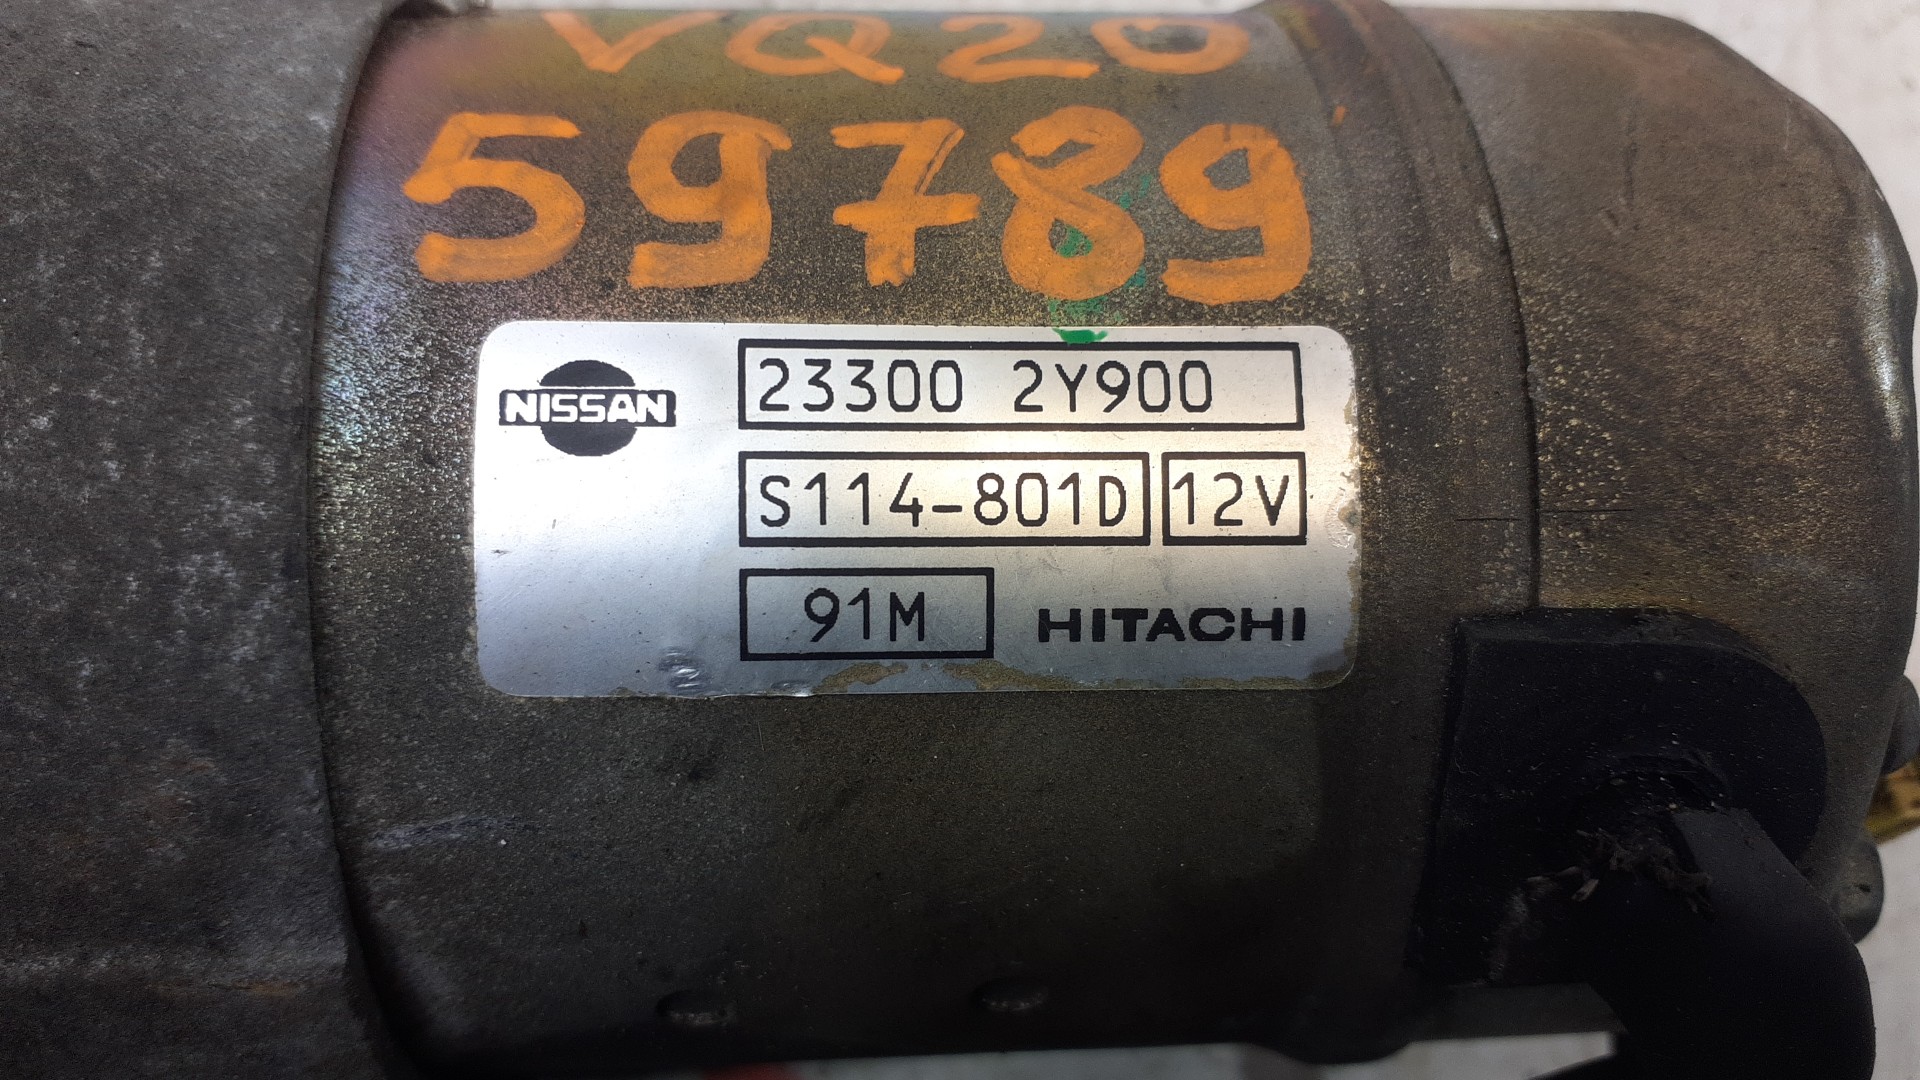 VQ20
59789
NISSAN
23300 2Y900
S114-801D 12V
91M HITACHI